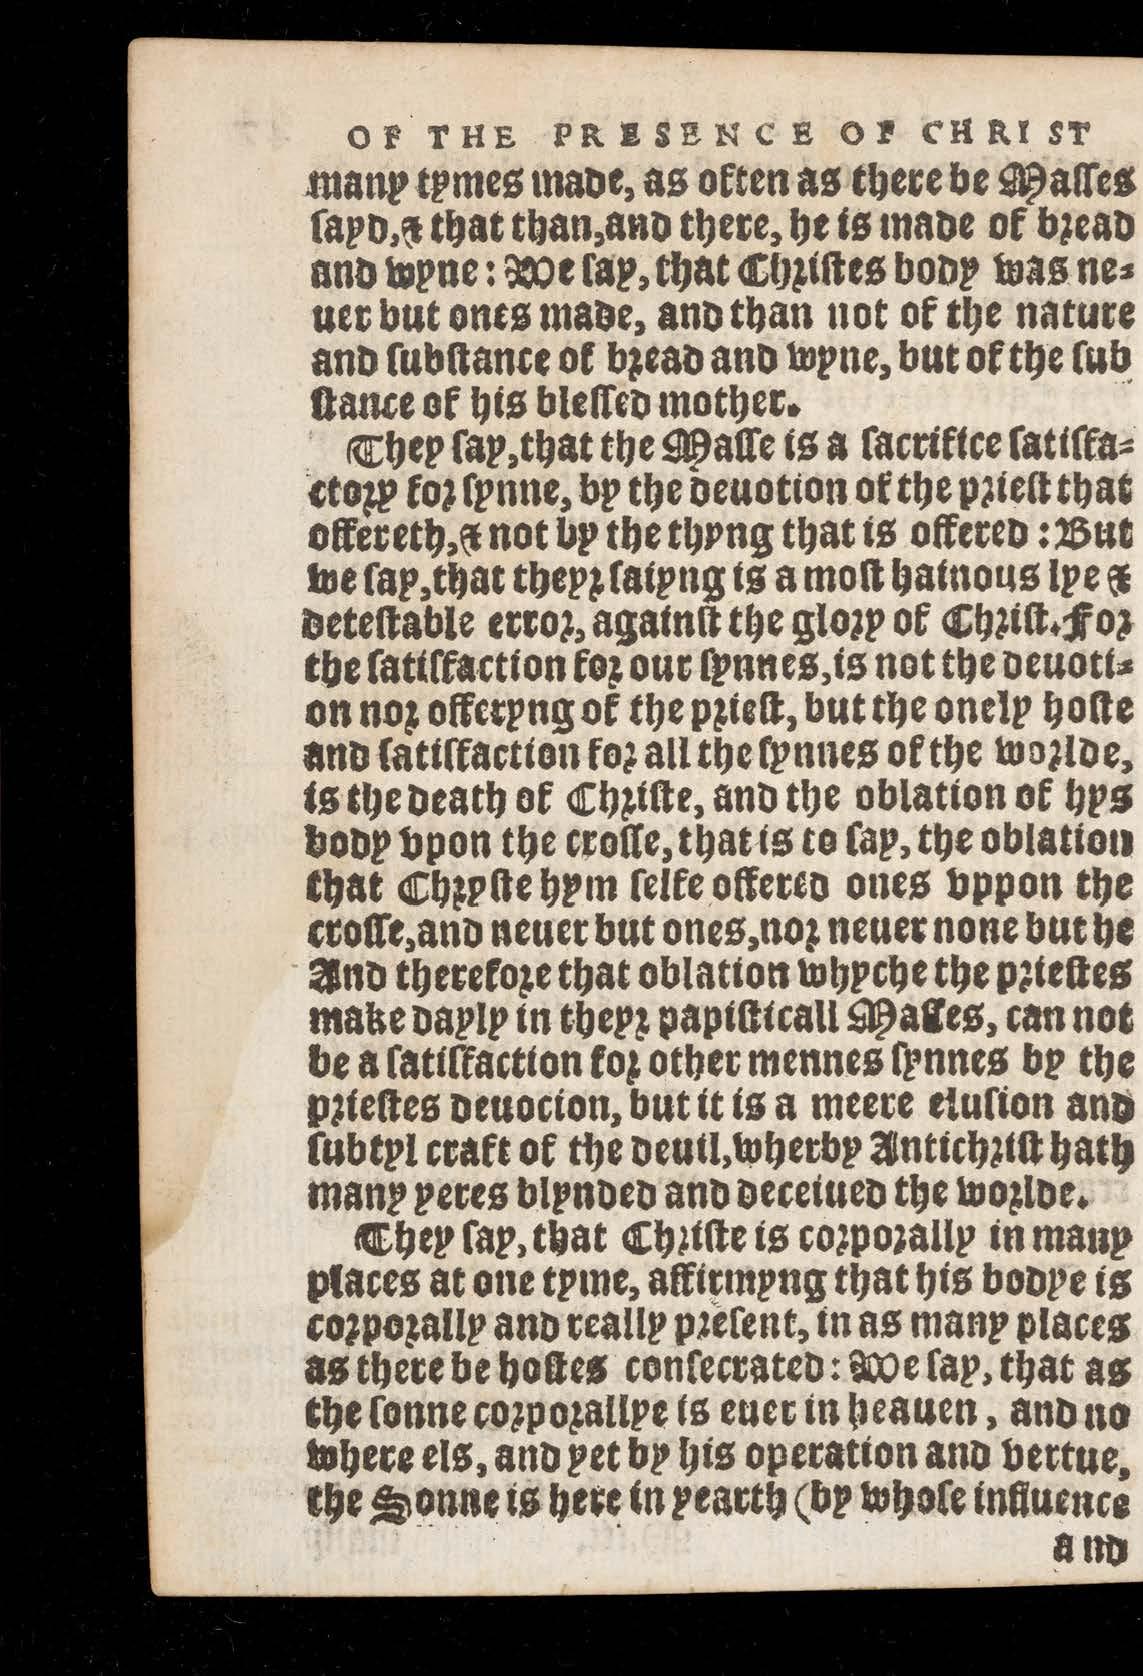 OF THE PRESENCE OF CHRIST
many tymes made, as often as there be Maſſes
ſayd, & that than, and there, he is made of bread
and wyne: We ſay, that Chriſtes body was ne-
uer but ones made, and than not of the nature
and ſubſtance of bread and wyne, but of the ſub
ſtance of his bleſſed mother.
They ſay, that the Maſſe is a ſacrifice ſatiſfa-
ctory for ſynne, by the deuotion of the prieſt that
offereth, & not by the thyng that is offered: But
we ſay, that theyr ſaiyng is a moſt hainous lye &
deteſtable error, againſt the glory of Chriſt. For
the ſatiſfaction for our ſynnes, is not the deuoti-
on nor offeryng of the prieſt, but the onely hoſte
and ſatiſfaction for all the ſynnes of the worlde,
is the death of Chriſte, and the oblation of hys
body vpon the croſſe, that is to ſay, the oblation
that Chryſte hym ſelfe offered ones vppon the
croſſe, and neuer but ones, nor neuer none but he
And therefore that oblation whyche the prieſtes
make dayly in theyr papiſticall Maſſes, can not
be a ſatiſfaction for other mennes ſynnes by the
prieſtes deuocion, but it is a meere eluſion and
ſubtyl craft of the deuil, wherby Antichriſt hath
many yeres blynded and deceiued the worlde.
They ſay, that Chriſte is corporally in many
places at one tyme, affirmyng that his bodye is
corporally and really preſent, in as many places
as there be hoſtes conſecrated: We ſay, that as
the ſonne corporallye is euer in heauen, and no
where els, and yet by his operation and vertue,
the Sonne is here in yearth (by whoſe influence
and